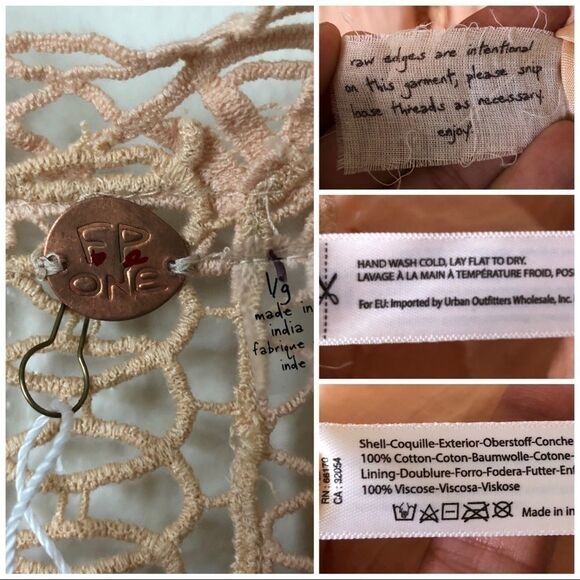 FP
ONE
Vg
made in
india
fabrique
inde
raw edges are intentional
on this garment, please snip
loose threads as necessary.
enjoy.
HAND WASH COLD, LAY FLAT TO DRY.
LAVAGE À LA MAIN À TEMPÉRATURE FROID, POS
For EU: Imported by Urban Outfitters Wholesale, Inc.
RN: 66170
CA: 32054
Shell-Coquille-Exterior-Oberstoff-Conche
100% Cotton-Coton-Baumwolle-Cotone-
Lining-Doublure-Forro-Fodera-Futter-Ent
100% Viscose-Viscosa-Viskose
Made in in